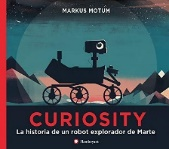 MARKUS MOTUM
CURIOSITY
La historia de un robot explorador de Marte